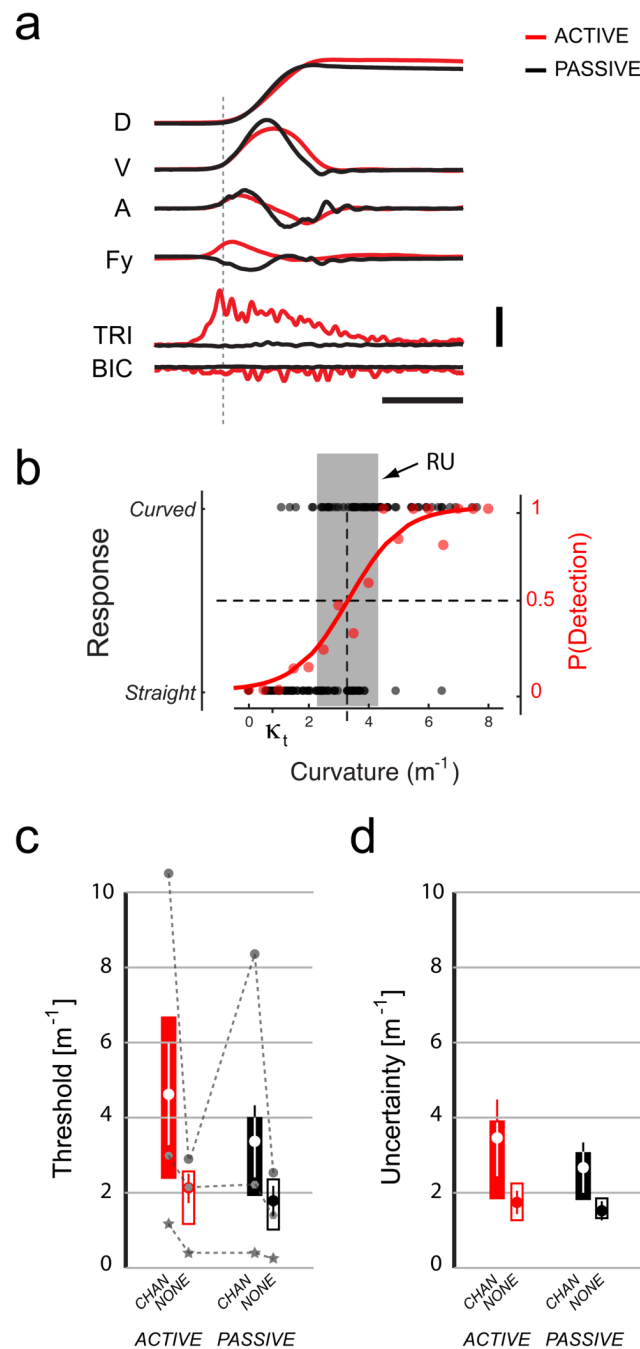 a
ACTIVE
PASSIVE
D
V
A
Fy
TRI
BIC
b
RU
Curved
Straight
Response
1
0.5
0
P(Detection)
0 2 4 6 8
κt
Curvature (m⁻¹)
c
10
8
6
4
2
0
Threshold [m⁻¹]
CHAN NONE CHAN NONE
ACTIVE PASSIVE
d
10
8
6
4
2
0
Uncertainty [m⁻¹]
CHAN NONE CHAN NONE
ACTIVE PASSIVE